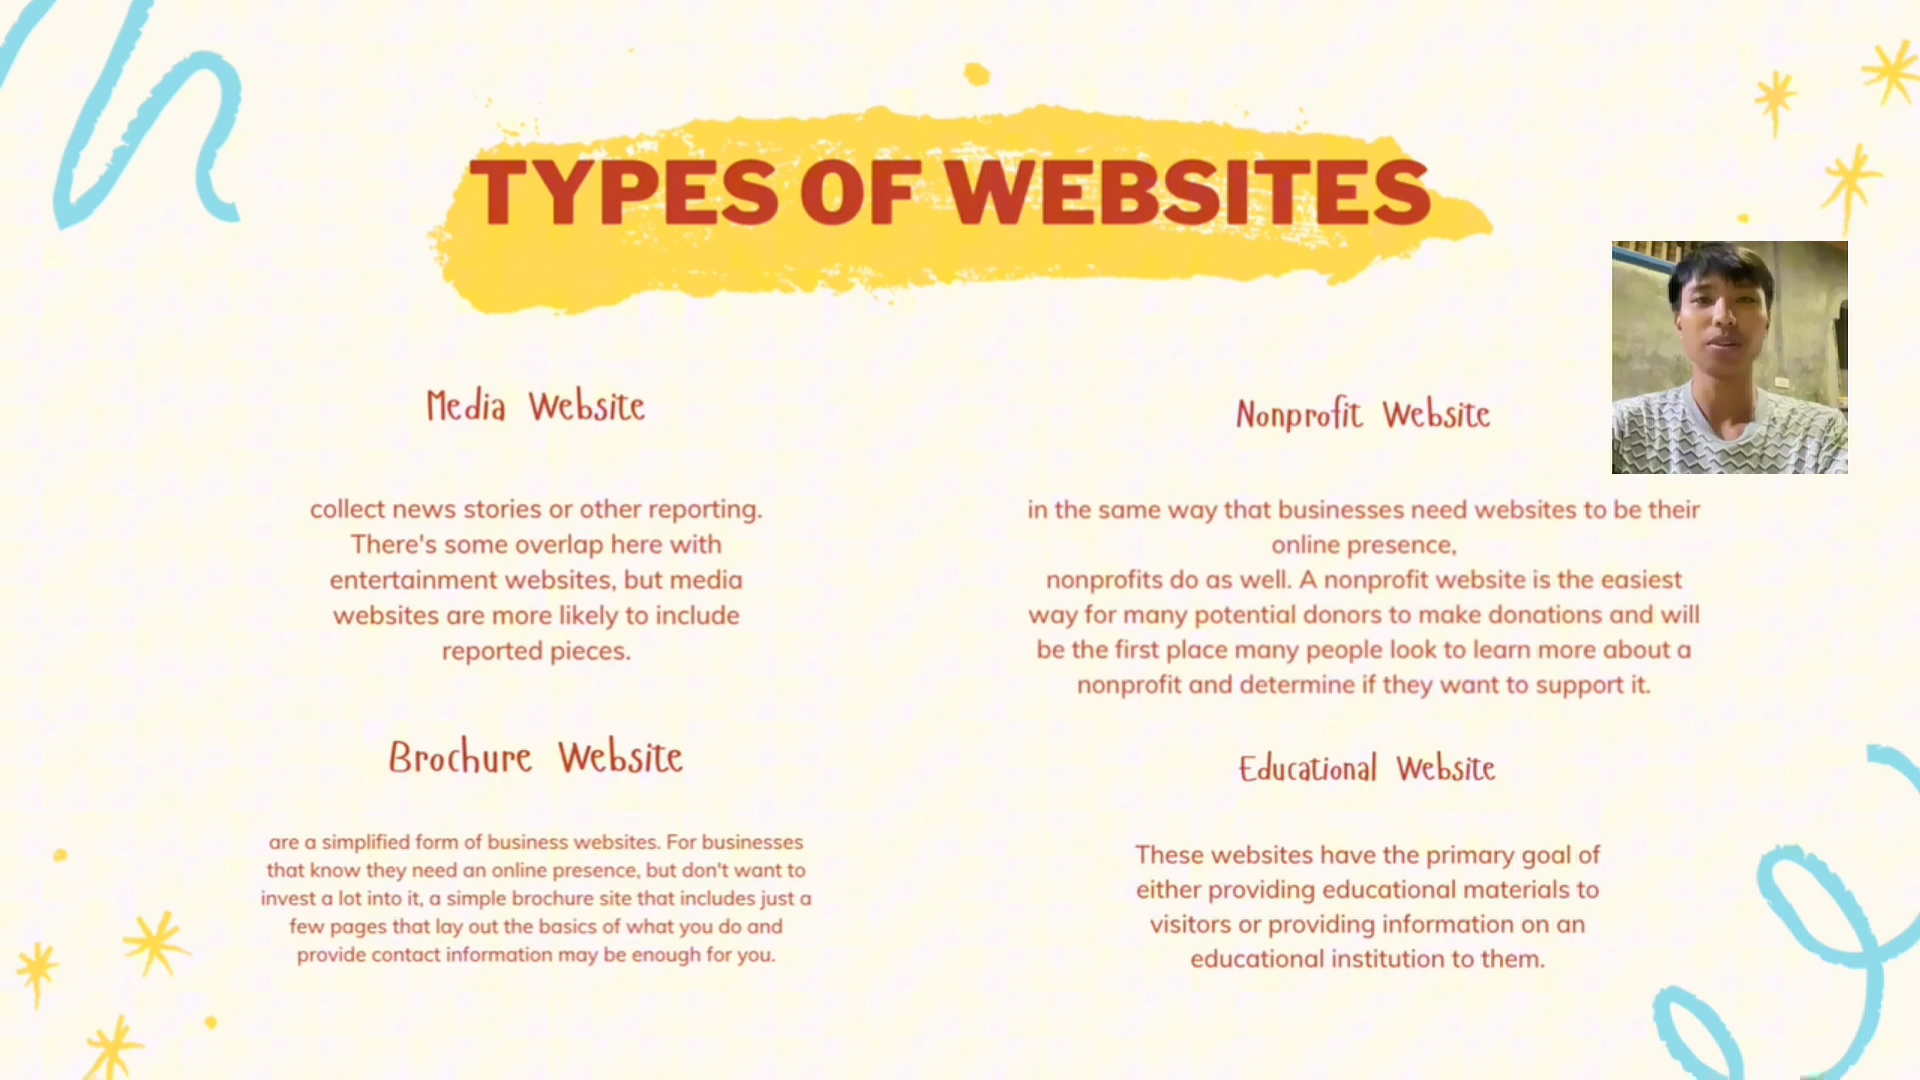 TYPES OF WEBSITES
Media Website
collect news stories or other reporting.
There's some overlap here with
entertainment websites, but media
websites are more likely to include
reported pieces.
Nonprofit Website
in the same way that businesses need websites to be their
online presence,
nonprofits do as well. A nonprofit website is the easiest
way for many potential donors to make donations and will
be the first place many people look to learn more about a
nonprofit and determine if they want to support it.
Brochure Website
are a simplified form of business websites. For businesses
that know they need an online presence, but don't want to
invest a lot into it, a simple brochure site that includes just a
few pages that lay out the basics of what you do and
provide contact information may be enough for you.
Educational Website
These websites have the primary goal of
either providing educational materials to
visitors or providing information on an
educational institution to them.